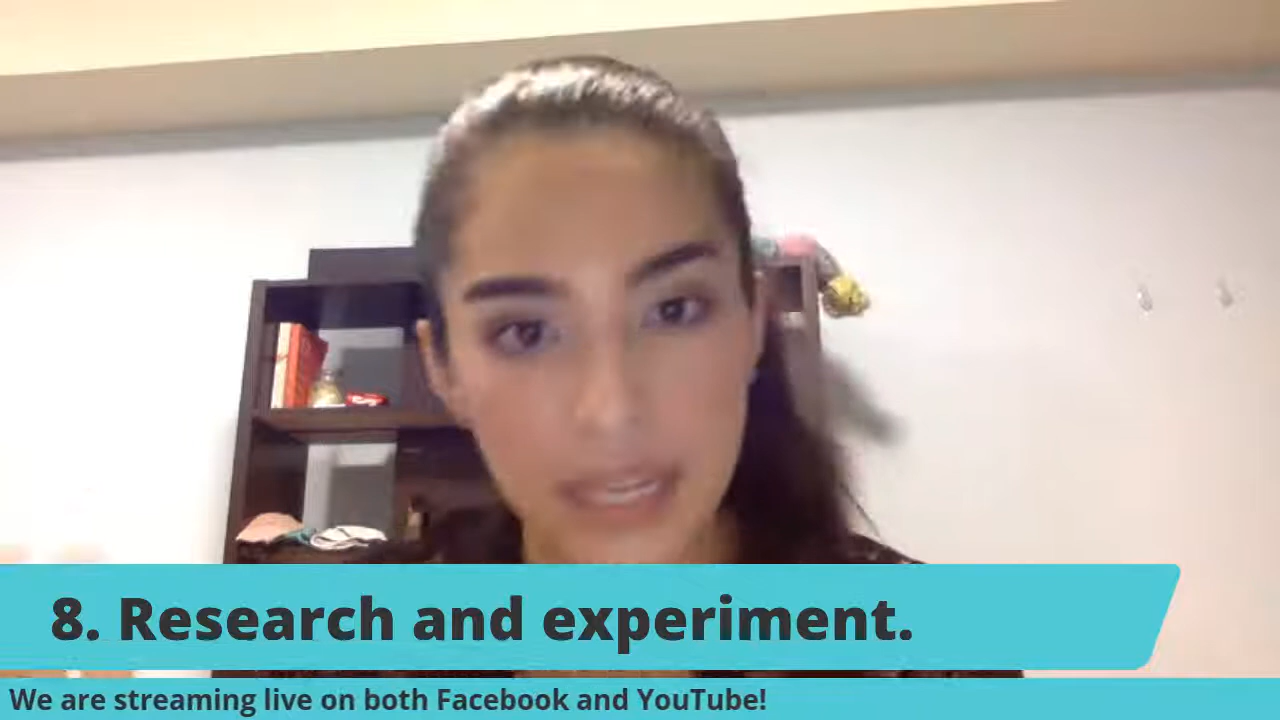 8. Research and experiment.
We are streaming live on both Facebook and YouTube!